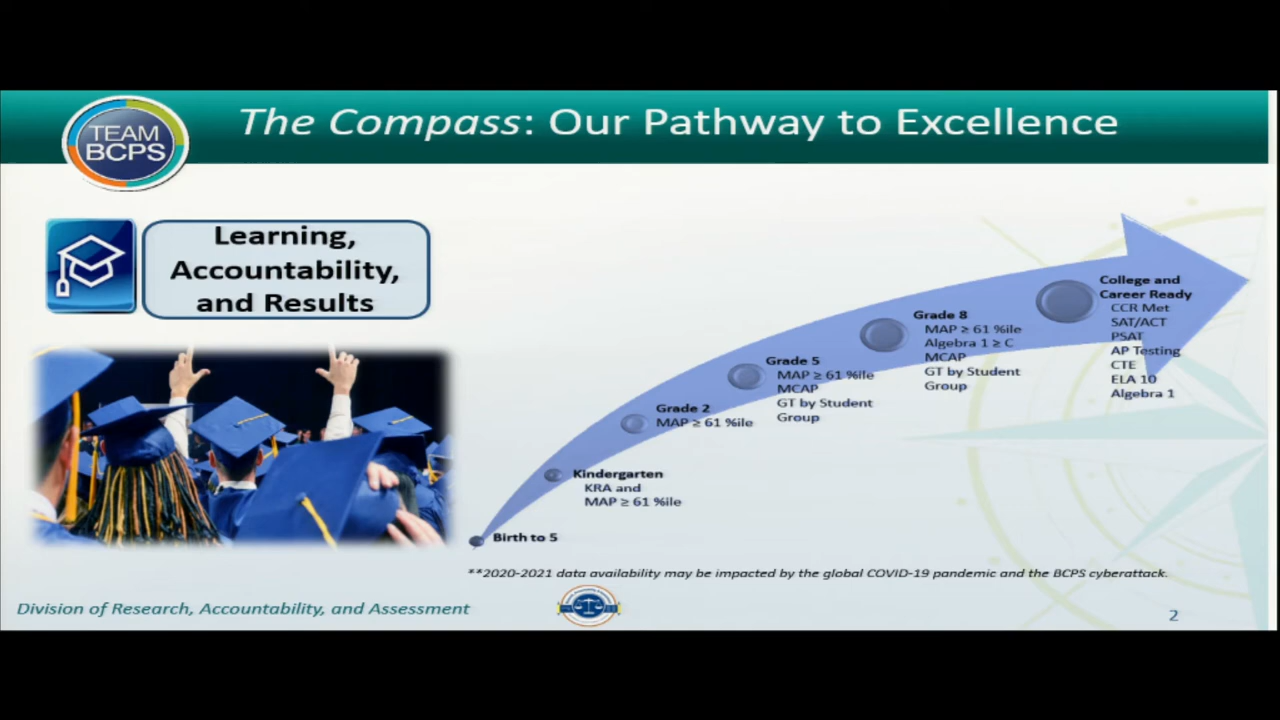 TEAM
BCPS
The Compass: Our Pathway to Excellence
Learning,
Accountability,
and Results
Birth to 5
Kindergarten
KRA and
MAP ≥ 61 %ile
Grade 2
MAP ≥ 61 %ile
Grade 5
MAP ≥ 61 %ile
MCAP
GT by Student
Group
Grade 8
MAP ≥ 61 %ile
Algebra 1 ≥ C
MCAP
GT by Student
Group
College and
Career Ready
CCR Met
SAT/ACT
PSAT
AP Testing
CTE
ELA 10
Algebra 1
**2020-2021 data availability may be impacted by the global COVID-19 pandemic and the BCPS cyberattack.
Division of Research, Accountability, and Assessment
2